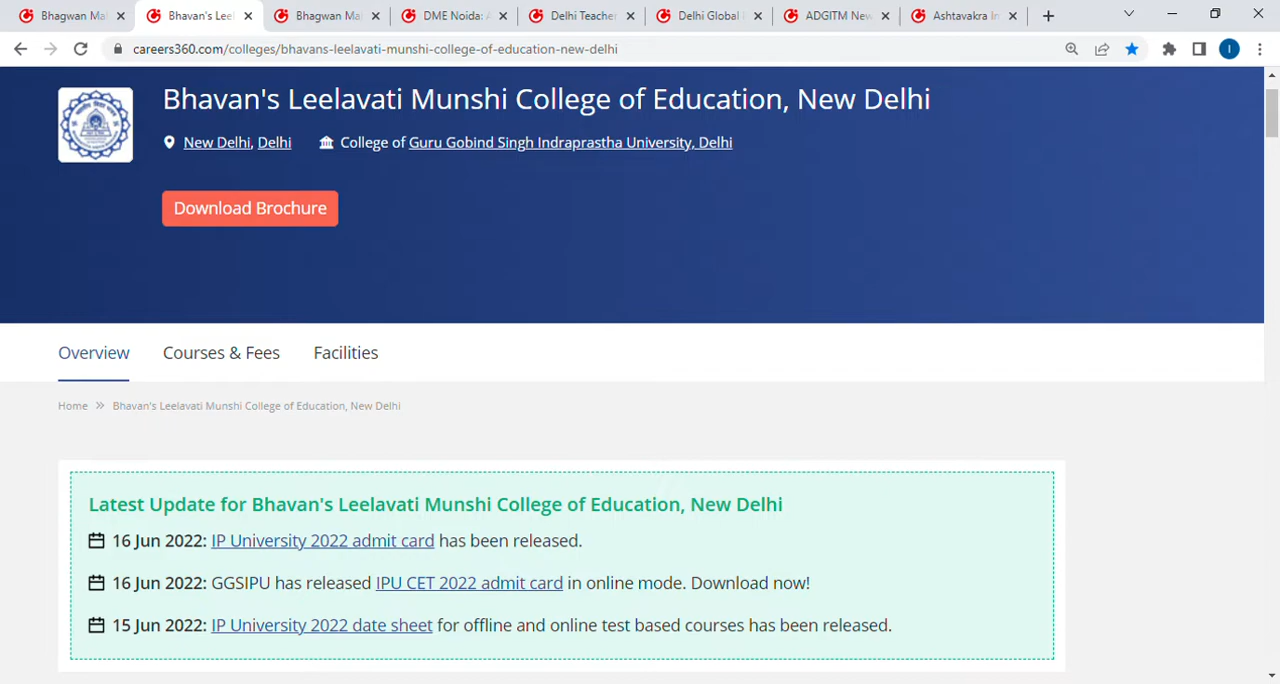 Bhagwan Ma
Bhavan's Lee
Bhagwan Ma
DME Noida: A
Delhi Teacher
Delhi Global
ADGITM New
Ashtavakra In
careers360.com/colleges/bhavans-leelavati-munshi-college-of-education-new-delhi
I
Bhavan's Leelavati Munshi College of Education, New Delhi
New Delhi, Delhi College of Guru Gobind Singh Indraprastha University, Delhi
Download Brochure
Overview Courses & Fees Facilities
Home » Bhavan's Leelavati Munshi College of Education, New Delhi
Latest Update for Bhavan's Leelavati Munshi College of Education, New Delhi
16 Jun 2022: IP University 2022 admit card has been released.
16 Jun 2022: GGSIPU has released IPU CET 2022 admit card in online mode. Download now!
15 Jun 2022: IP University 2022 date sheet for offline and online test based courses has been released.